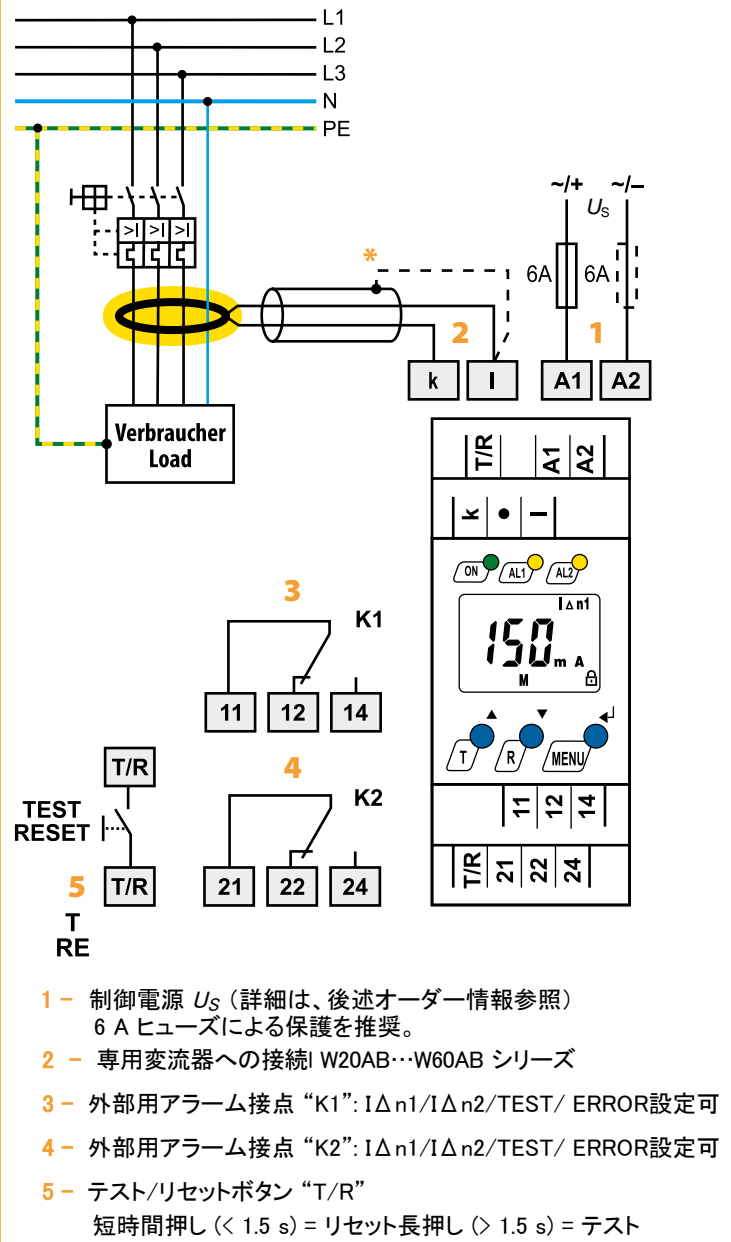 L1
L2
L3
N
PE
~/+ ~/–
US
6A 6A
>I >I >I
*
2 1
k l A1 A2
Verbraucher
Load
T/R A1 A2
k • l
ON AL1 AL2
I△n1
150 m A
M
3
K1
11 12 14
▲ ▼ ↵
T R MENU
T/R
4
K2
TEST
RESET
11 12 14
5 T/R
21 22 24
T/R 21 22 24
T
RE
1 – 制御電源 US (詳細は、後述オーダー情報参照)
6 A ヒューズによる保護を推奨。
2 – 専用変流器への接続l W20AB…W60AB シリーズ
3 – 外部用アラーム接点 “K1”: IΔn1/IΔn2/TEST/ ERROR設定可
4 – 外部用アラーム接点 “K2”: IΔn1/IΔn2/TEST/ ERROR設定可
5 – テスト/リセットボタン “T/R”
短時間押し (< 1.5 s) = リセット長押し (> 1.5 s) = テスト